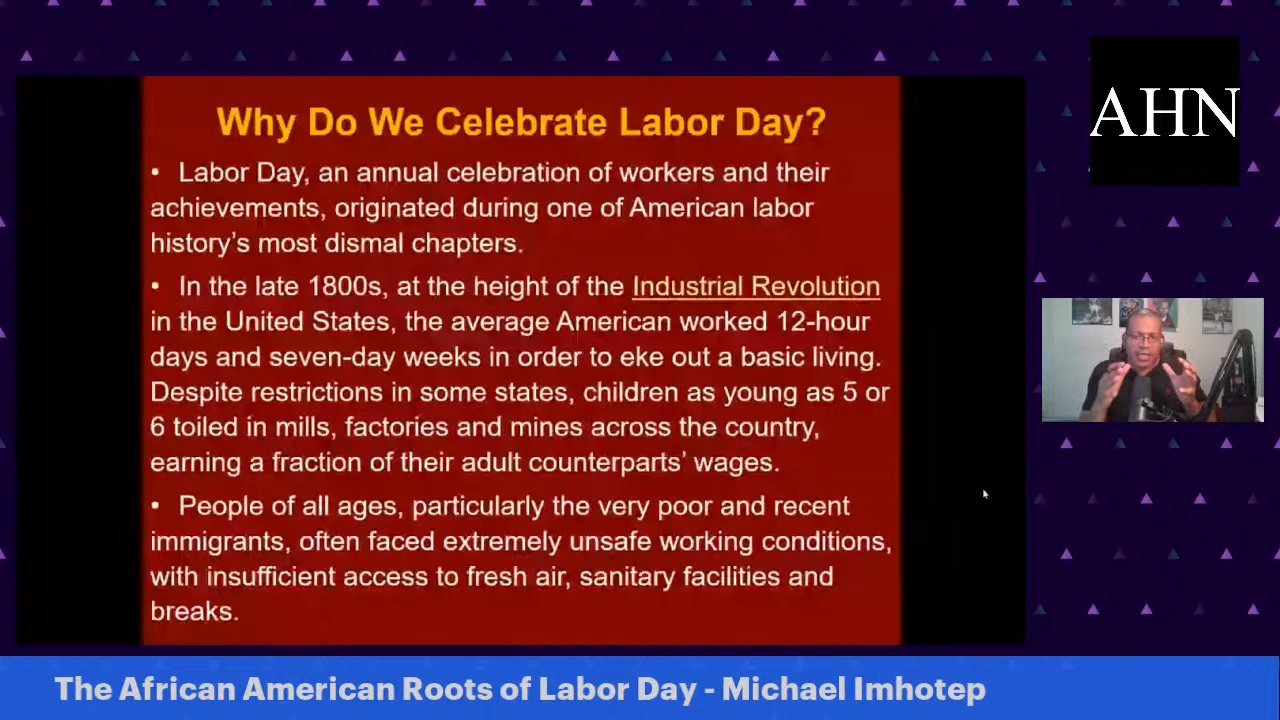 Why Do We Celebrate Labor Day?
• Labor Day, an annual celebration of workers and their
achievements, originated during one of American labor
history's most dismal chapters.
• In the late 1800s, at the height of the Industrial Revolution
in the United States, the average American worked 12-hour
days and seven-day weeks in order to eke out a basic living.
Despite restrictions in some states, children as young as 5 or
6 toiled in mills, factories and mines across the country,
earning a fraction of their adult counterparts' wages.
• People of all ages, particularly the very poor and recent
immigrants, often faced extremely unsafe working conditions,
with insufficient access to fresh air, sanitary facilities and
breaks.
AHN
The African American Roots of Labor Day - Michael Imhotep